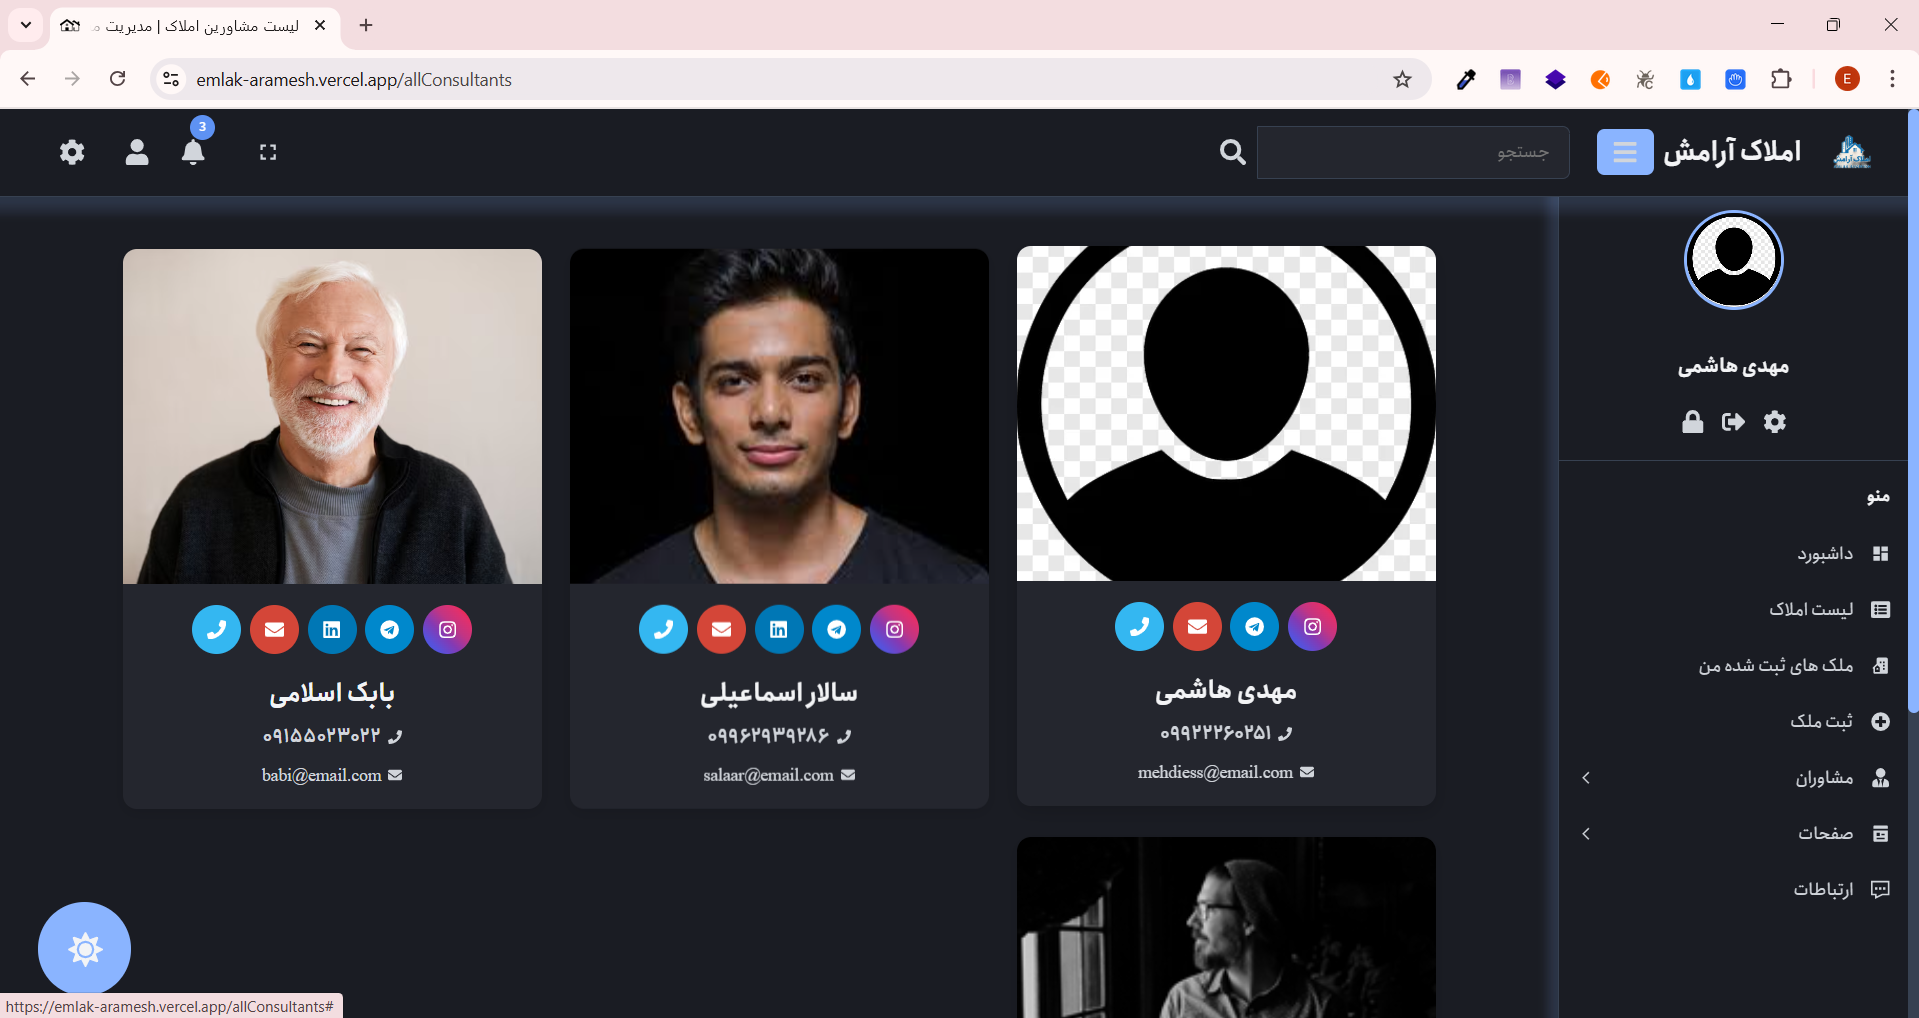 لیست مشاورین املاک | مدیریت
emlak-aramesh.vercel.app/allConsultants
E
3
جستجو
املاک آرامش
مهدی هاشمی
منو
داشبورد
لیست املاک
ملک های ثبت شده من
ثبت ملک
مشاوران
صفحات
ارتباطات
مهدی هاشمی
۰۹۹۲۲۲۶۰۲۵۱
mehdiess@email.com
سالار اسماعیلی
۰۹۹۶۲۹۳۹۲۸۶
salaar@email.com
بابک اسلامی
۰۹۱۵۵۰۲۳۰۲۲
babi@email.com
https://emlak-aramesh.vercel.app/allConsultants#